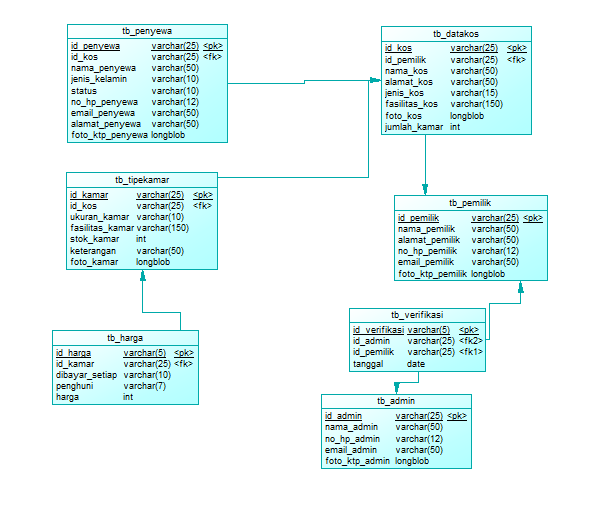 tb_penyewa
id_penyewa varchar(25) <pk>
id_kos varchar(25) <fk>
nama_penyewa varchar(50)
jenis_kelamin varchar(10)
status varchar(10)
no_hp_penyewa varchar(12)
email_penyewa varchar(50)
alamat_penyewa varchar(50)
foto_ktp_penyewa longblob
tb_datakos
id_kos varchar(25) <pk>
id_pemilik varchar(25) <fk>
nama_kos varchar(50)
alamat_kos varchar(50)
jenis_kos varchar(15)
fasilitas_kos varchar(150)
foto_kos longblob
jumlah_kamar int
tb_tipekamar
id_kamar varchar(25) <pk>
id_kos varchar(25) <fk>
ukuran_kamar varchar(10)
fasilitas_kamar varchar(150)
stok_kamar int
keterangan varchar(50)
foto_kamar longblob
tb_pemilik
id_pemilik varchar(25) <pk>
nama_pemilik varchar(50)
alamat_pemilik varchar(50)
no_hp_pemilik varchar(12)
email_pemilik varchar(50)
foto_ktp_pemilik longblob
tb_harga
id_harga varchar(5) <pk>
id_kamar varchar(25) <fk>
dibayar_setiap varchar(10)
penghuni varchar(7)
harga int
tb_verifikasi
id_verifikasi varchar(5) <pk>
id_admin varchar(25) <fk2>
id_pemilik varchar(25) <fk1>
tanggal date
tb_admin
id_admin varchar(25) <pk>
nama_admin varchar(50)
no_hp_admin varchar(12)
email_admin varchar(50)
foto_ktp_admin longblob